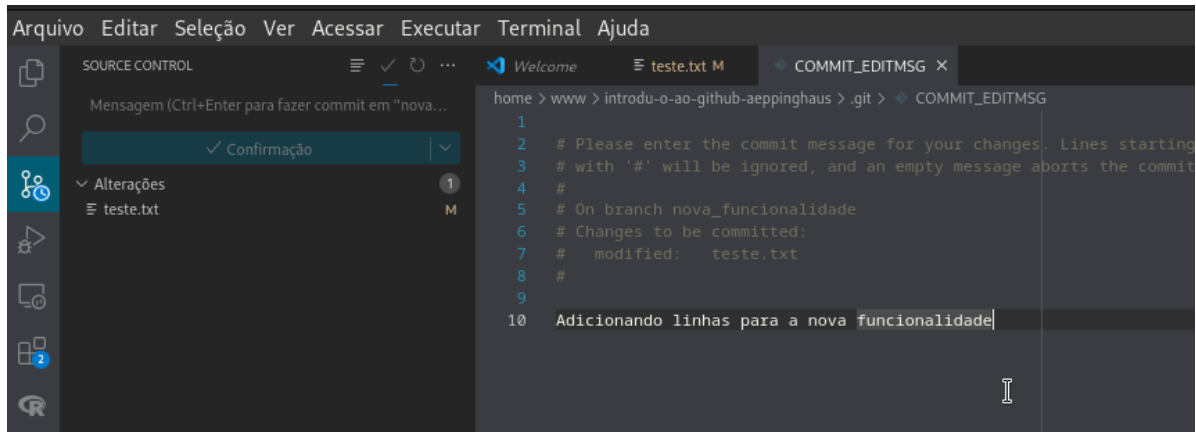 Arquivo Editar Seleção Ver Acessar Executar Terminal Ajuda
SOURCE CONTROL
Welcome
teste.txt M
COMMIT_EDITMSG
Mensagem (Ctrl+Enter para fazer commit em "nova...
home > www > introdu-o-ao-github-aeppinghaus > .git > COMMIT_EDITMSG
Confirmação
Alterações 1
teste.txt M
1
2 # Please enter the commit message for your changes. Lines starting
3 # with '#' will be ignored, and an empty message aborts the commit
4 #
5 # On branch nova_funcionalidade
6 # Changes to be committed:
7 # modified: teste.txt
8 #
9
10 Adicionando linhas para a nova funcionalidade
2
R